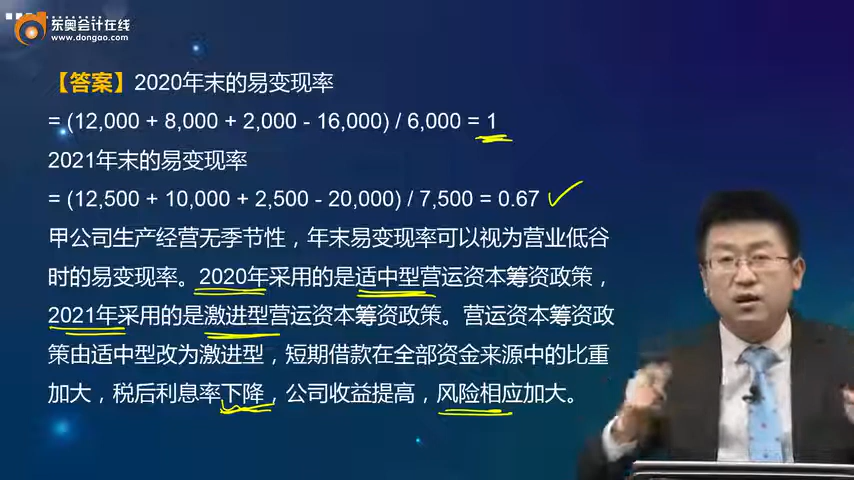 东奥会计在线
www.dongao.com
【答案】2020年末的易变现率
= (12,000 + 8,000 + 2,000 - 16,000) / 6,000 = 1
2021年末的易变现率
= (12,500 + 10,000 + 2,500 - 20,000) / 7,500 = 0.67
甲公司生产经营无季节性，年末易变现率可以视为营业低谷
时的易变现率。2020年采用的是适中型营运资本筹资政策，
2021年采用的是激进型营运资本筹资政策。营运资本筹资政
策由适中型改为激进型，短期借款在全部资金来源中的比重
加大，税后利息率下降，公司收益提高，风险相应加大。